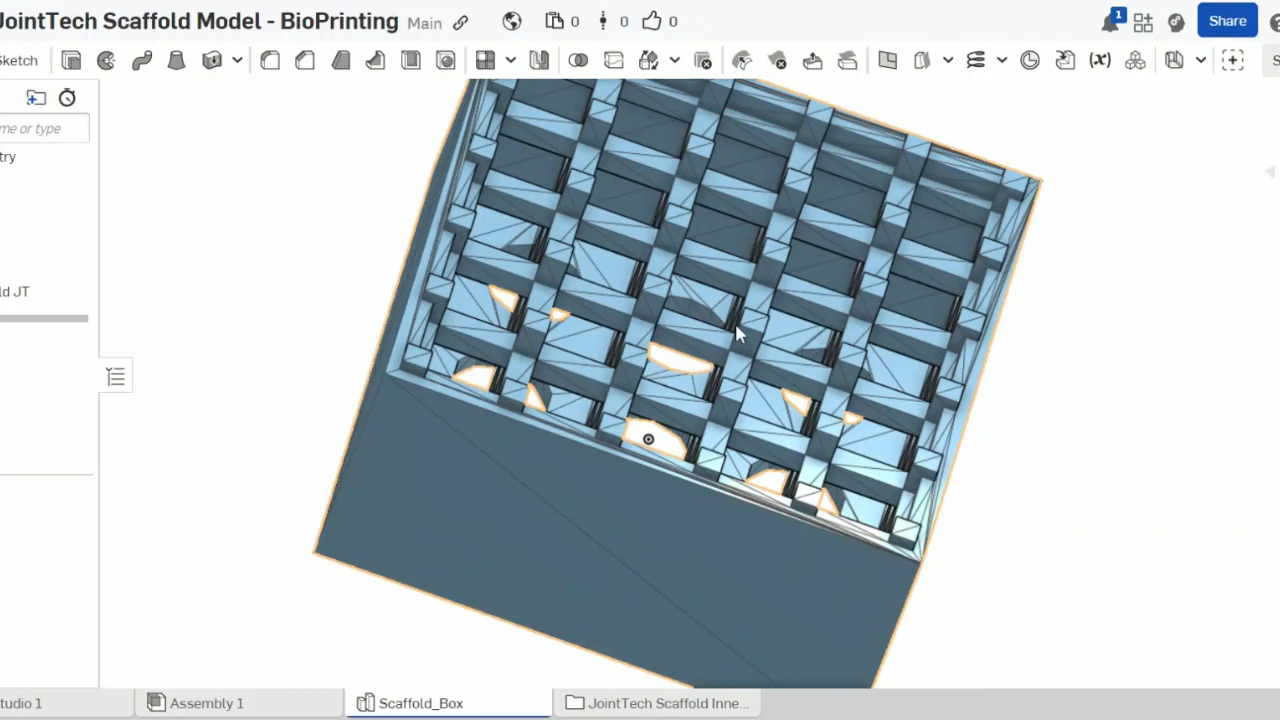 JointTech Scaffold Model - BioPrinting Main 0 0 0 1 Share
Sketch (x)
me or type
try
ld JT
tudio 1 Assembly 1 Scaffold_Box JointTech Scaffold Inne...